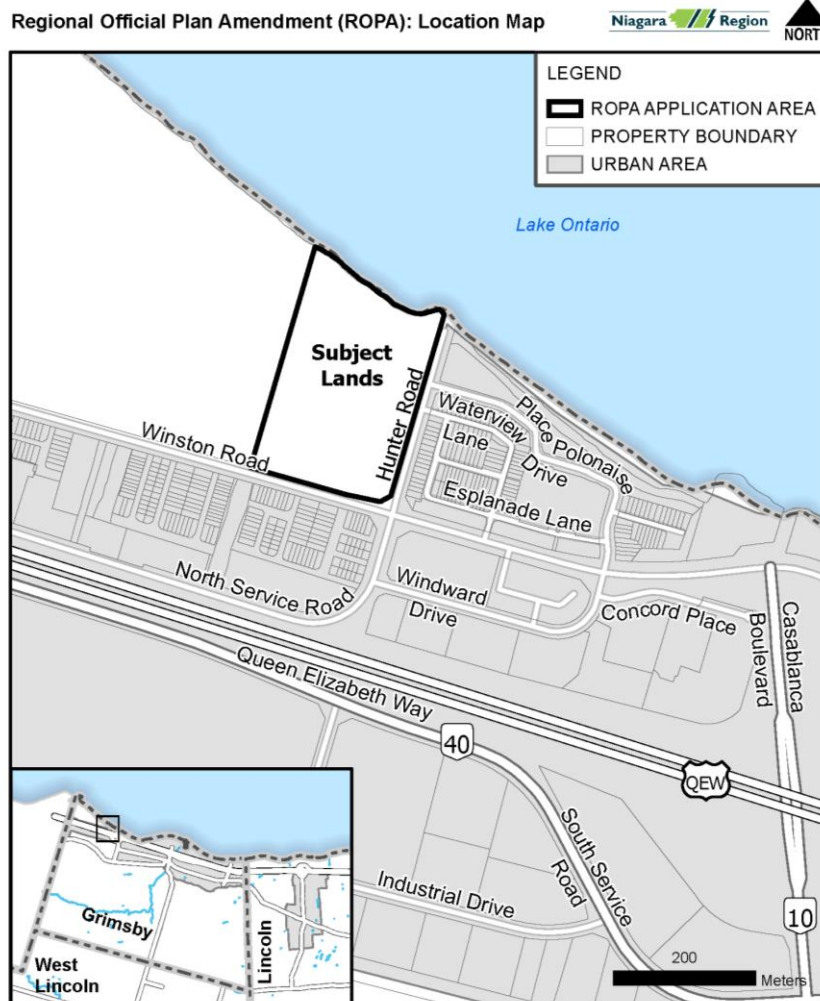 Regional Official Plan Amendment (ROPA): Location Map
Niagara Region
NORT
LEGEND
ROPA APPLICATION AREA
PROPERTY BOUNDARY
URBAN AREA
Lake Ontario
Subject
Lands
Hunter Road
Winston Road
Waterview
Lane
Drive
Place Polonaise
Esplanade Lane
North Service Road
Windward
Drive
Concord Place
Casablanca
Boulevard
Queen Elizabeth Way
40
QEW
South Service
Road
Industrial Drive
10
Grimsby
Lincoln
West
Lincoln
200
Meters